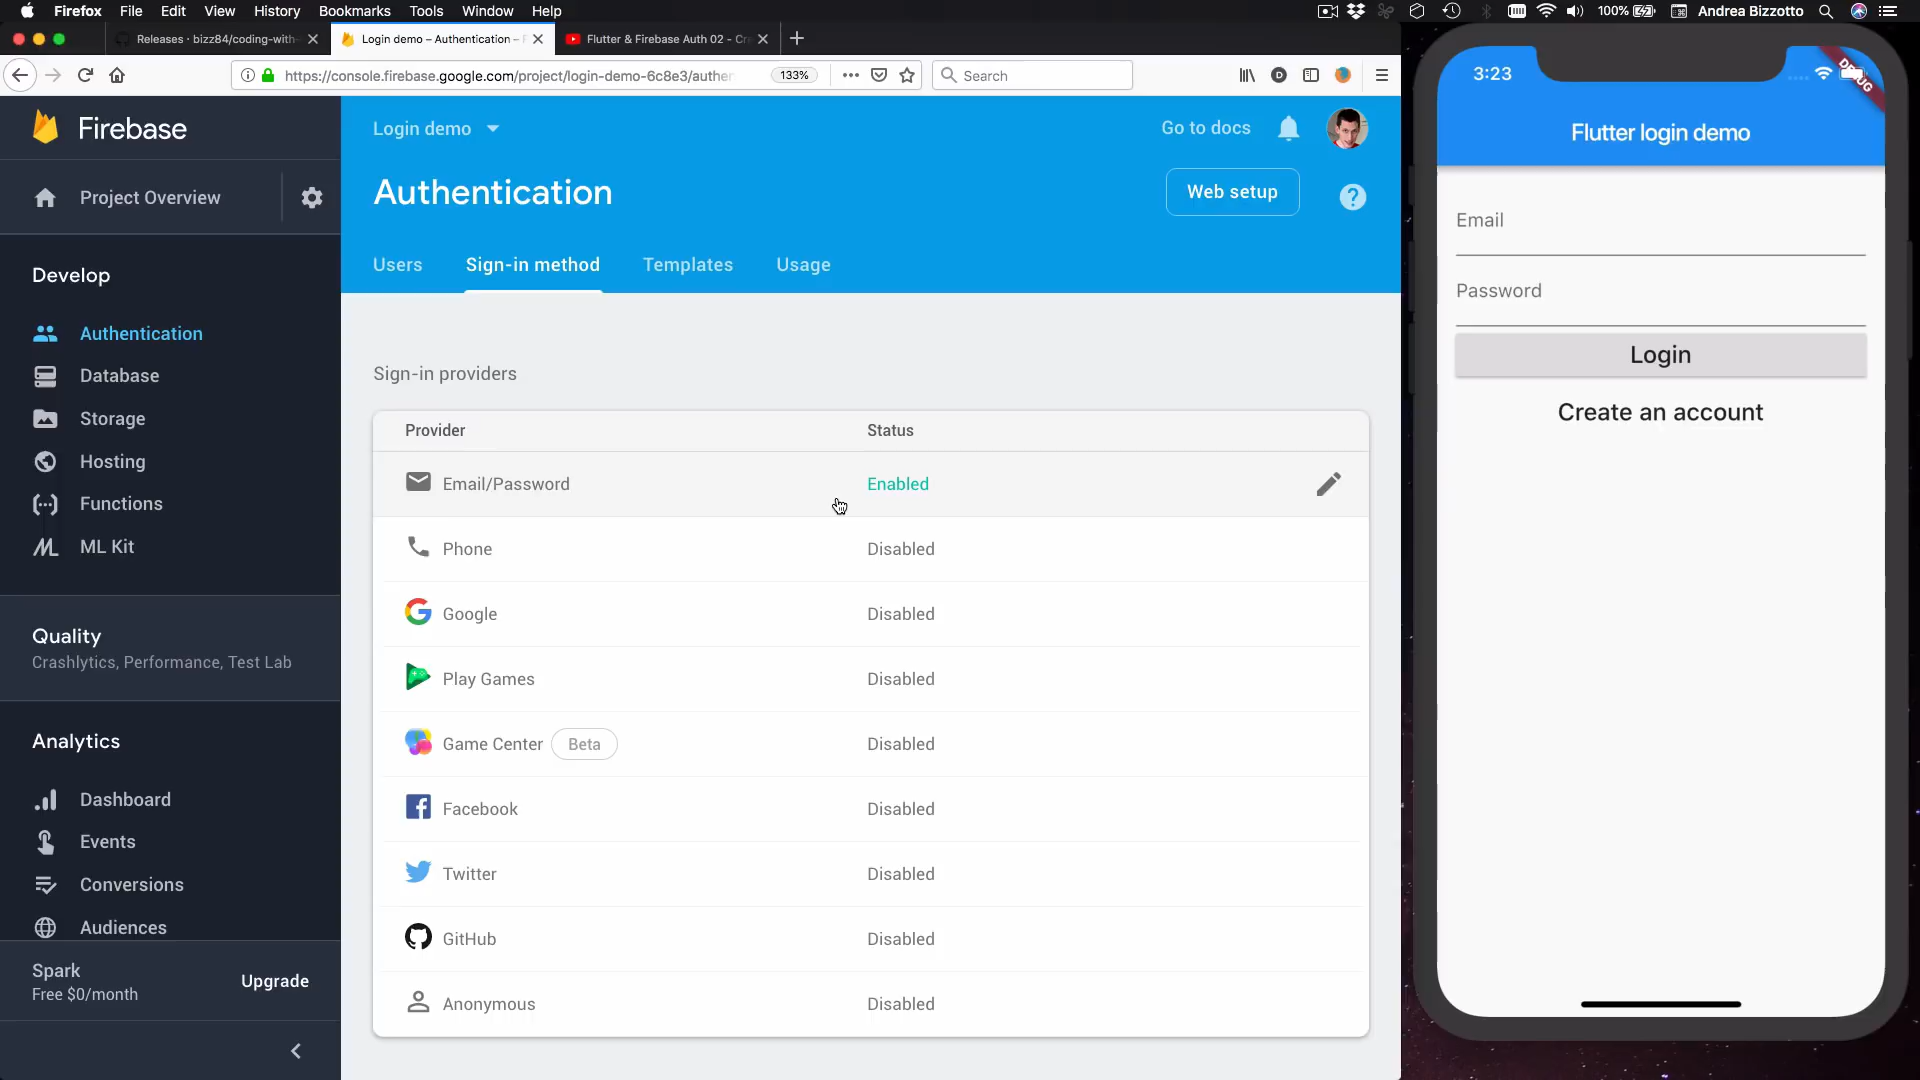 Firefox File Edit View History Bookmarks Tools Window Help 100% Andrea Bizzotto
Releases · bizz84/coding-with- Login demo – Authentication – F Flutter & Firebase Auth 02 - Cre
https://console.firebase.google.com/project/login-demo-6c8e3/authen 133% Search
Firebase
Project Overview
Develop
Authentication
Database
Storage
Hosting
Functions
ML Kit
Quality
Crashlytics, Performance, Test Lab
Analytics
Dashboard
Events
Conversions
Audiences
Spark
Free $0/month
Upgrade
Login demo
Go to docs
Authentication
Web setup
Users Sign-in method Templates Usage
Sign-in providers
Provider Status
Email/Password Enabled
Phone Disabled
Google Disabled
Play Games Disabled
Game Center Beta Disabled
Facebook Disabled
Twitter Disabled
GitHub Disabled
Anonymous Disabled
3:23
DEBUG
Flutter login demo
Email
Password
Login
Create an account